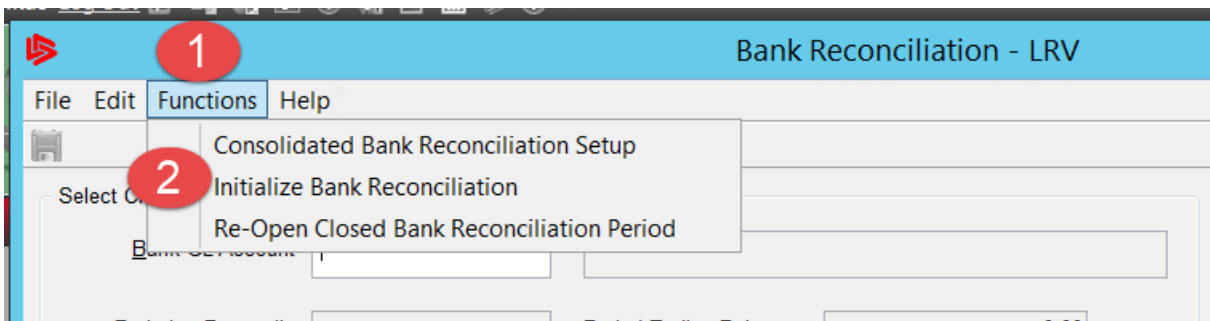 1
Bank Reconciliation - LRV
File Edit Functions Help
Consolidated Bank Reconciliation Setup
2
Initialize Bank Reconciliation
Select
Re-Open Closed Bank Reconciliation Period